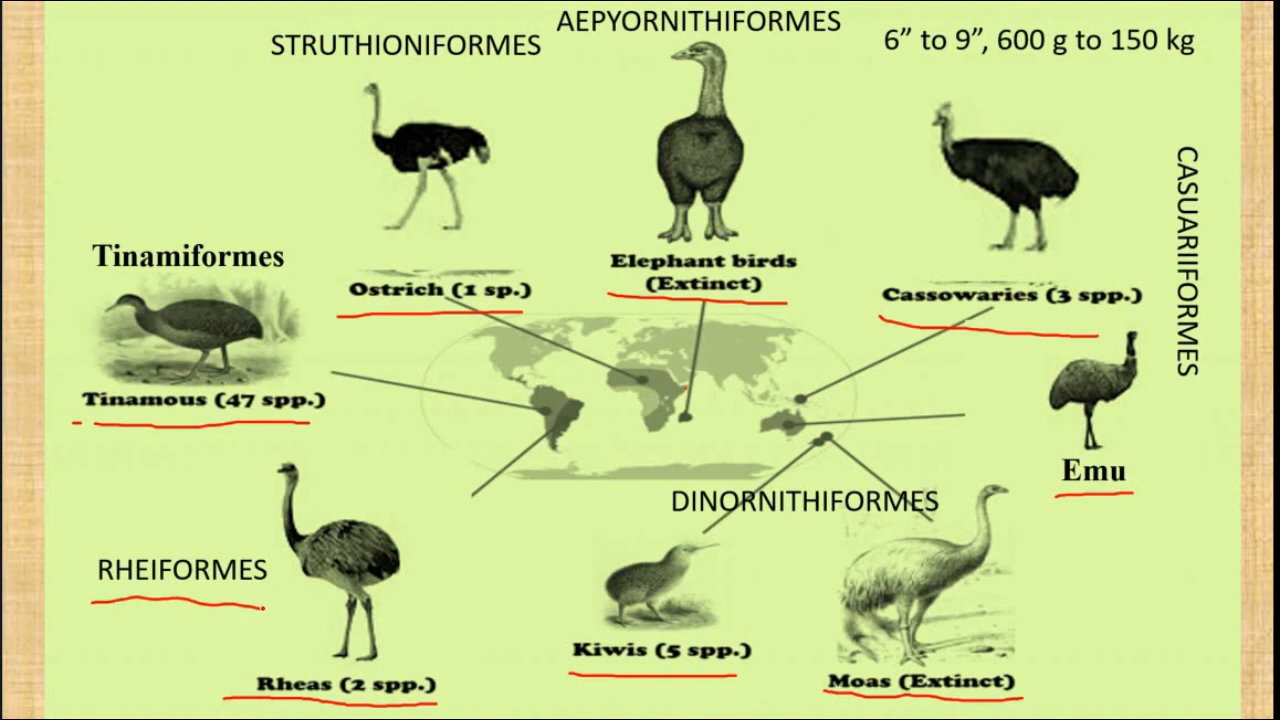 AEPYORNITHIFORMES
STRUTHIONIFORMES
6” to 9”, 600 g to 150 kg
CASUARIIFORMES
Tinamiformes
Elephant birds
(Extinct)
Ostrich (1 sp.)
Cassowaries (3 spp.)
Tinamous (47 spp.)
Emu
DINORNITHIFORMES
RHEIFORMES
Kiwis (5 spp.)
Rheas (2 spp.)
Moas (Extinct)